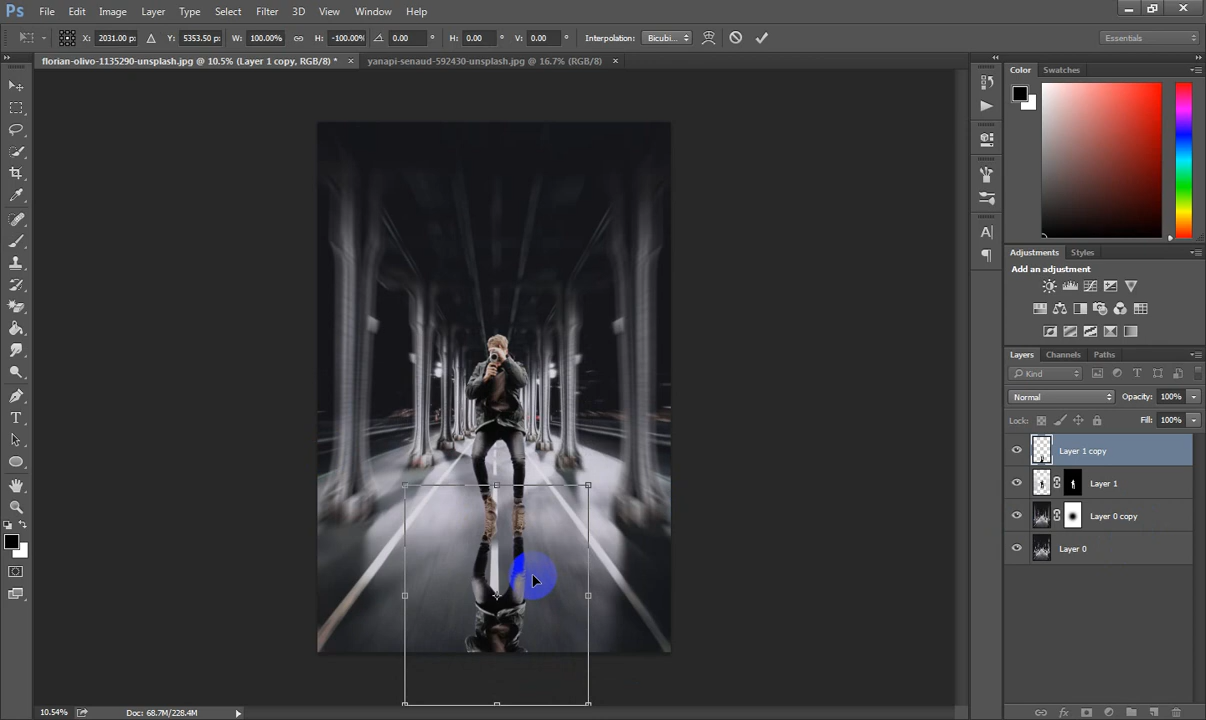 Ps File Edit Image Layer Type Select Filter 3D View Window Help
X: 2031.00 p: Y: 5353.50 p: W: 100.00% H: -100.00% 0.00 ° H: 0.00 ° V: 0.00 ° Interpolation: Bicubi... Essentials
florian-olivo-1135290-unsplash.jpg @ 10.5% (Layer 1 copy, RGB/8) * × yanapi-senaud-592430-unsplash.jpg @ 16.7% (RGB/8) ×
Color Swatches
Adjustments Styles
Add an adjustment
Layers Channels Paths
Kind
Normal Opacity: 100%
Lock: Fill: 100%
Layer 1 copy
Layer 1
Layer 0 copy
Layer 0
10.54% Doc: 68.7M/228.4M